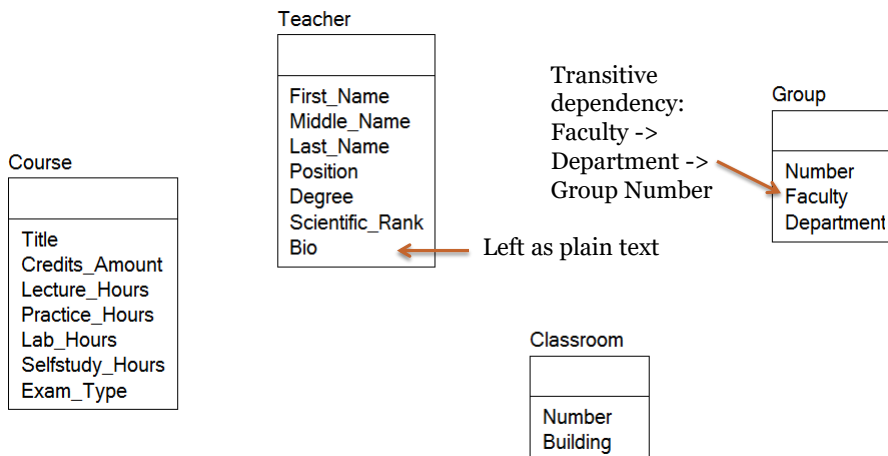 Teacher
First_Name
Middle_Name
Last_Name
Position
Degree
Scientific_Rank
Bio
Left as plain text
Transitive
dependency:
Faculty ->
Department ->
Group Number
Group
Number
Faculty
Department
Course
Title
Credits_Amount
Lecture_Hours
Practice_Hours
Lab_Hours
Selfstudy_Hours
Exam_Type
Classroom
Number
Building